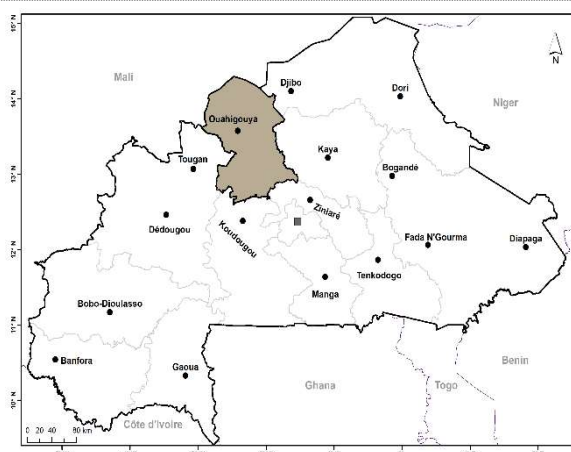 15° N
N
Mali
Djibo
Dori
14° N
Niger
Ouahigouya
Kaya
Tougan
13° N
Bogandé
Ziniaré
Dédougou
Koudougou
Fada N'Gourma
Diapaga
12° N
Tenkodogo
Manga
Bobo-Dioulasso
11° N
Benin
Banfora
Gaoua
Ghana
Togo
10° N
Côte d'Ivoire
0 20 40 80 km